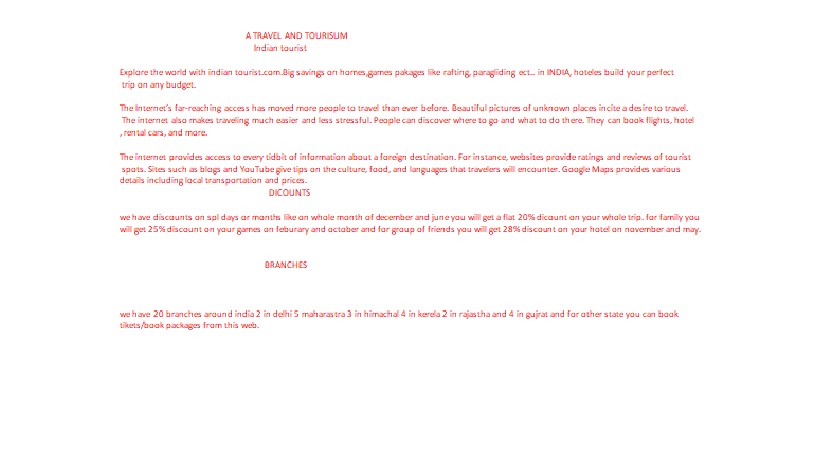 A TRAVEL AND TOURISUM
Indian tourist
Explore the world with indian tourist.com.Big savings on homes,games pakages like rafting, paragliding ect... in INDIA, hoteles build your perfect
trip on any budget.
The Internet's far-reaching access has moved more people to travel than ever before. Beautiful pictures of unknown places incite a desire to travel.
The internet also makes traveling much easier and less stressful. People can discover where to go and what to do there. They can book flights, hotel
, rental cars, and more.
The internet provides access to every tidbit of information about a foreign destination. For instance, websites provide ratings and reviews of tourist
spots. Sites such as blogs and YouTube give tips on the culture, food, and languages that travelers will encounter. Google Maps provides various
details including local transportation and prices.
DICOUNTS
we have discounts on spl days or months like on whole month of december and june you will get a flat 20% dicount on your whole trip. for family you
will get 25% discount on your games on feburary and october and for group of friends you will get 28% discount on your hotel on november and may.
BRANCHIES
we have 20 branches around india 2 in delhi 5 maharastra 3 in himachal 4 in kerela 2 in rajastha and 4 in gujrat and for other state you can book
tikets/book packages from this web.